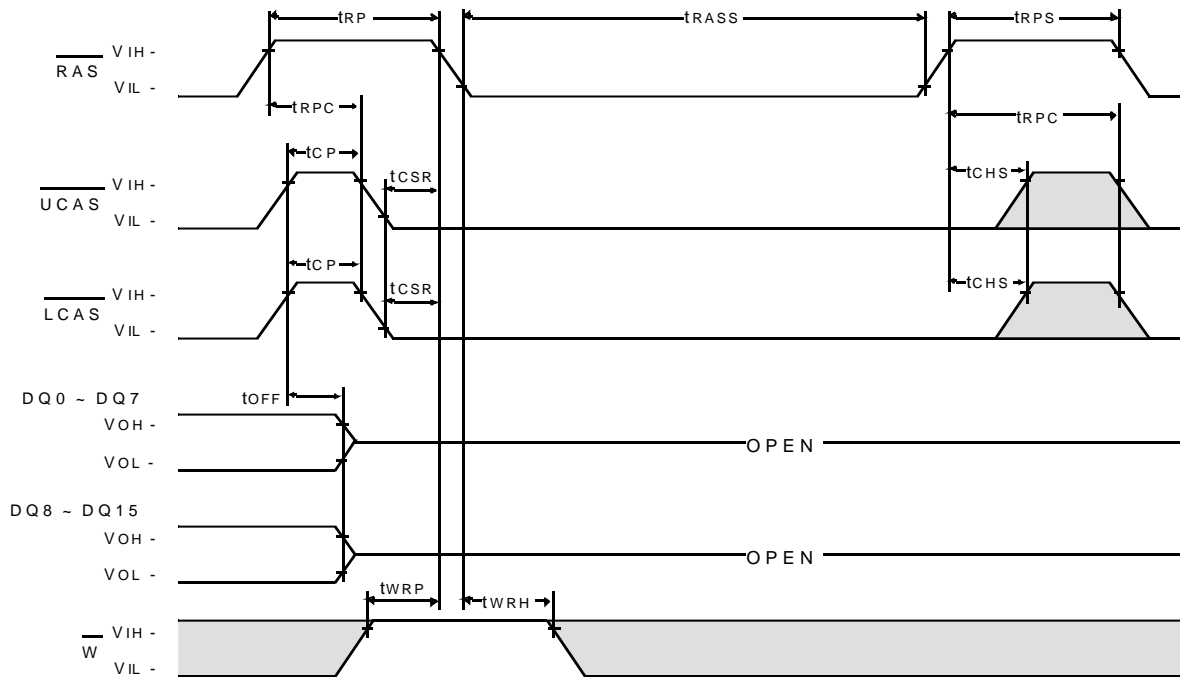 tRP
tRASS
tRPS
RAS
VIH -
VIL -
tRPC
tRPC
tCP
tCSR
tCHS
UCAS
VIH -
VIL -
tCP
tCSR
tCHS
LCAS
VIH -
VIL -
DQ0 ~ DQ7
tOFF
VOH -
VOL -
OPEN
DQ8 ~ DQ15
VOH -
VOL -
OPEN
tWRP
tWRH
W
VIH -
VIL -